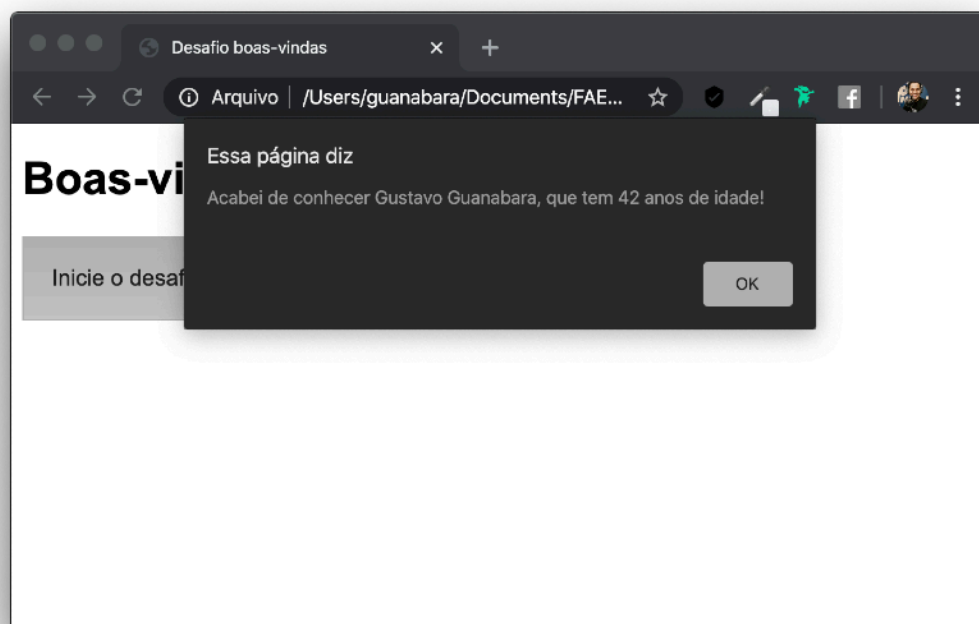 Desafio boas-vindas
Arquivo | /Users/guanabara/Documents/FAE...
Essa página diz
Boas-vi
Acabei de conhecer Gustavo Guanabara, que tem 42 anos de idade!
Inicie o desaf
OK